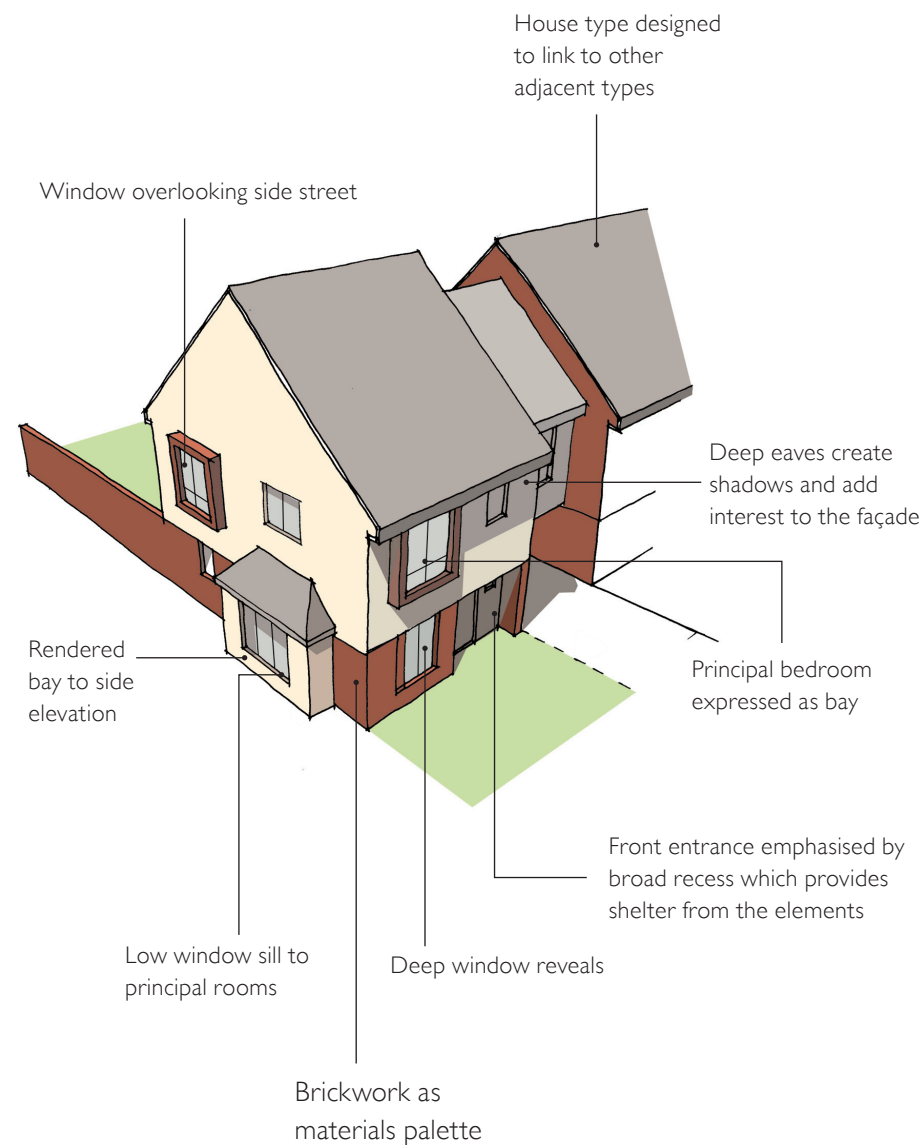 House type designed
to link to other
adjacent types
Window overlooking side street
Deep eaves create
shadows and add
interest to the façade
Rendered
bay to side
elevation
Principal bedroom
expressed as bay
Front entrance emphasised by
broad recess which provides
shelter from the elements
Low window sill to
principal rooms
Deep window reveals
Brickwork as
materials palette